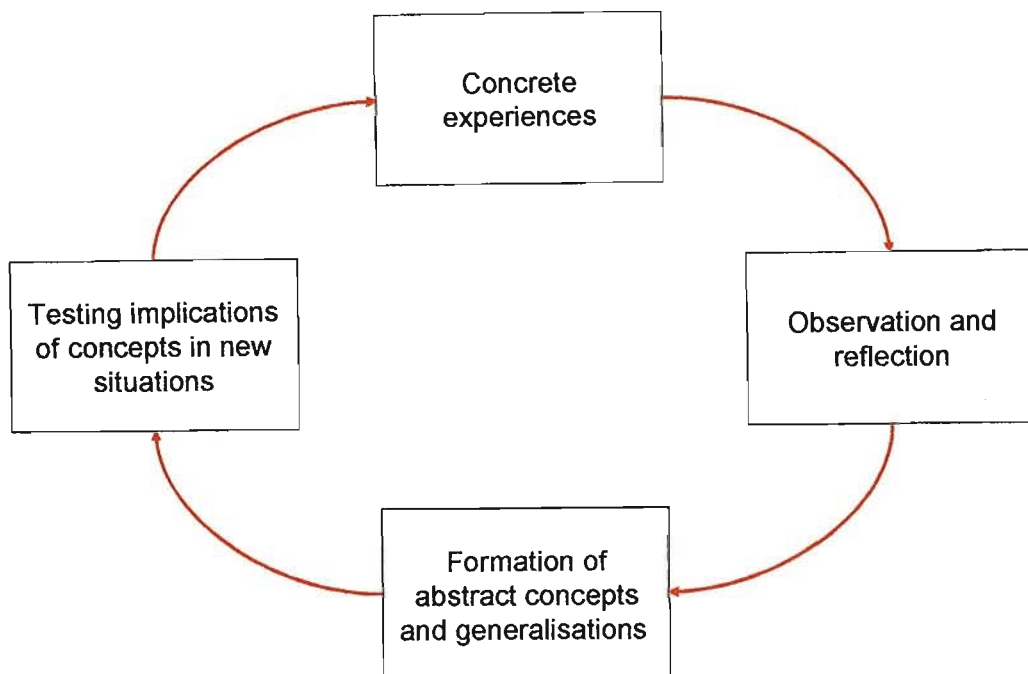 Concrete
experiences
Observation and
reflection
Formation of
abstract concepts
and generalisations
Testing implications
of concepts in new
situations